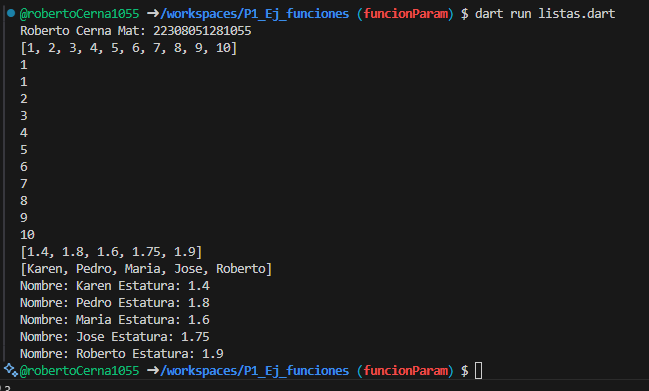 @robertoCerna1055 ➜/workspaces/P1_Ej_funciones (funcionParam) $ dart run listas.dart
Roberto Cerna Mat: 22308051281055
[1, 2, 3, 4, 5, 6, 7, 8, 9, 10]
1
1
2
3
4
5
6
7
8
9
10
[1.4, 1.8, 1.6, 1.75, 1.9]
[Karen, Pedro, Maria, Jose, Roberto]
Nombre: Karen Estatura: 1.4
Nombre: Pedro Estatura: 1.8
Nombre: Maria Estatura: 1.6
Nombre: Jose Estatura: 1.75
Nombre: Roberto Estatura: 1.9
@robertoCerna1055 ➜/workspaces/P1_Ej_funciones (funcionParam) $